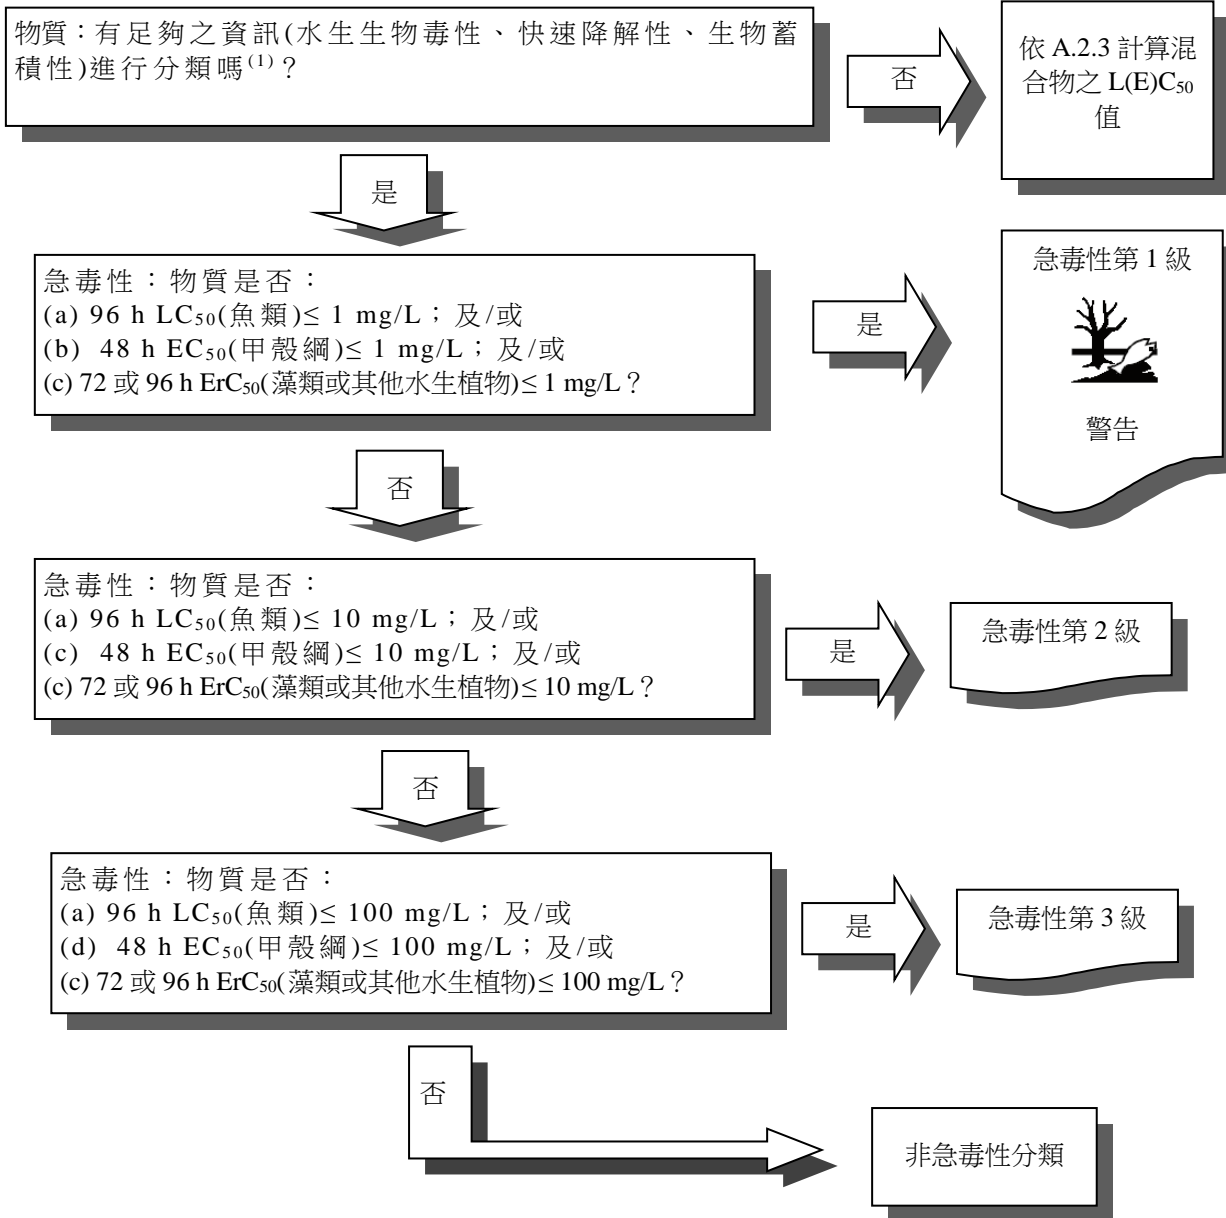 物質：有足夠之資訊(水生生物毒性、快速降解性、生物蓄
積性)進行分類嗎(1)？
否
依 A.2.3 計算混
合物之 L(E)C50
值
是
急毒性：物質是否：
(a) 96 h LC50(魚類)≤ 1 mg/L；及/或
(b) 48 h EC50(甲殼綱)≤ 1 mg/L；及/或
(c) 72 或 96 h ErC50(藻類或其他水生植物)≤ 1 mg/L？
是
急毒性第 1 級
警告
否
急毒性：物質是否：
(a) 96 h LC50(魚類)≤ 10 mg/L；及/或
(c) 48 h EC50(甲殼綱)≤ 10 mg/L；及/或
(c) 72 或 96 h ErC50(藻類或其他水生植物)≤ 10 mg/L？
是
急毒性第 2 級
否
急毒性：物質是否：
(a) 96 h LC50(魚類)≤ 100 mg/L；及/或
(d) 48 h EC50(甲殼綱)≤ 100 mg/L；及/或
(c) 72 或 96 h ErC50(藻類或其他水生植物)≤ 100 mg/L？
是
急毒性第 3 級
否
非急毒性分類